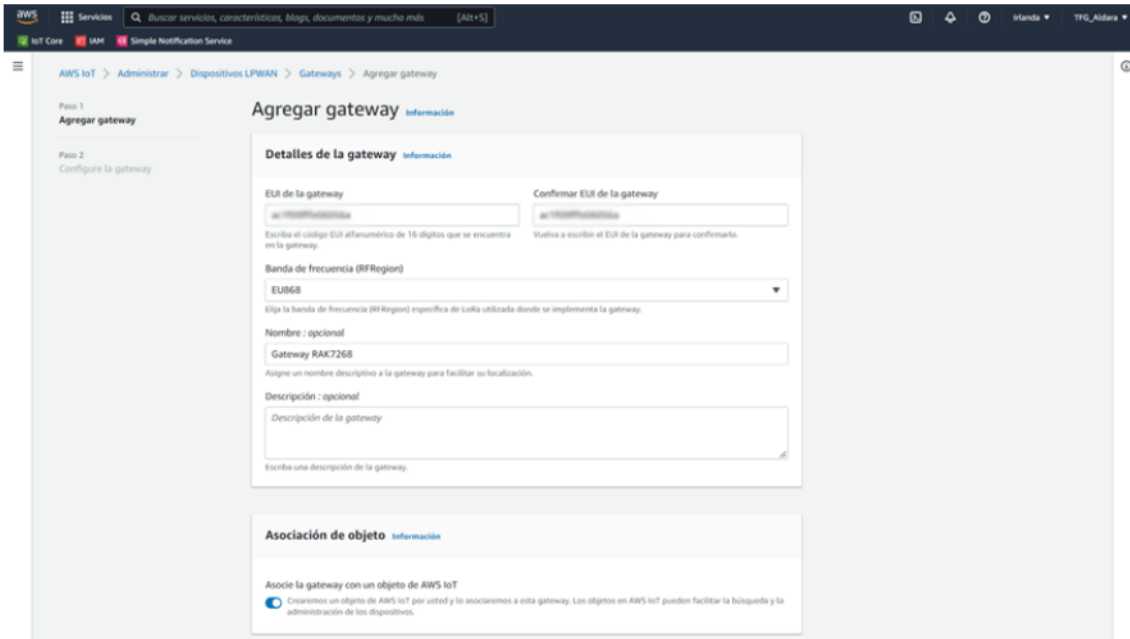 aws
Servicios
Buscar servicios, características, blogs, documentos y mucho más
[Alt+S]
Irlanda
TFG_Aldara
IoT Core
IAM
Simple Notification Service
AWS IoT > Administrar > Dispositivos LPWAN > Gateways > Agregar gateway
Paso 1
Agregar gateway
Paso 2
Configure la gateway
Agregar gateway Información
Detalles de la gateway Información
EUI de la gateway
Escriba el código EUI alfanumérico de 16 dígitos que se encuentra
en la gateway.
Confirmar EUI de la gateway
Vuelva a escribir el EUI de la gateway para confirmarlo.
Banda de frecuencia (RFRegion)
EU868
Elija la banda de frecuencia (RFRegion) específica de LoRa utilizada donde se implementa la gateway.
Nombre : opcional
Gateway RAK7268
Asigne un nombre descriptivo a la gateway para facilitar su localización.
Descripción : opcional
Descripción de la gateway
Escriba una descripción de la gateway.
Asociación de objeto Información
Asocie la gateway con un objeto de AWS IoT
Crearemos un objeto de AWS IoT por usted y lo asociaremos a esta gateway. Los objetos en AWS IoT pueden facilitar la búsqueda y la
administración de los dispositivos.